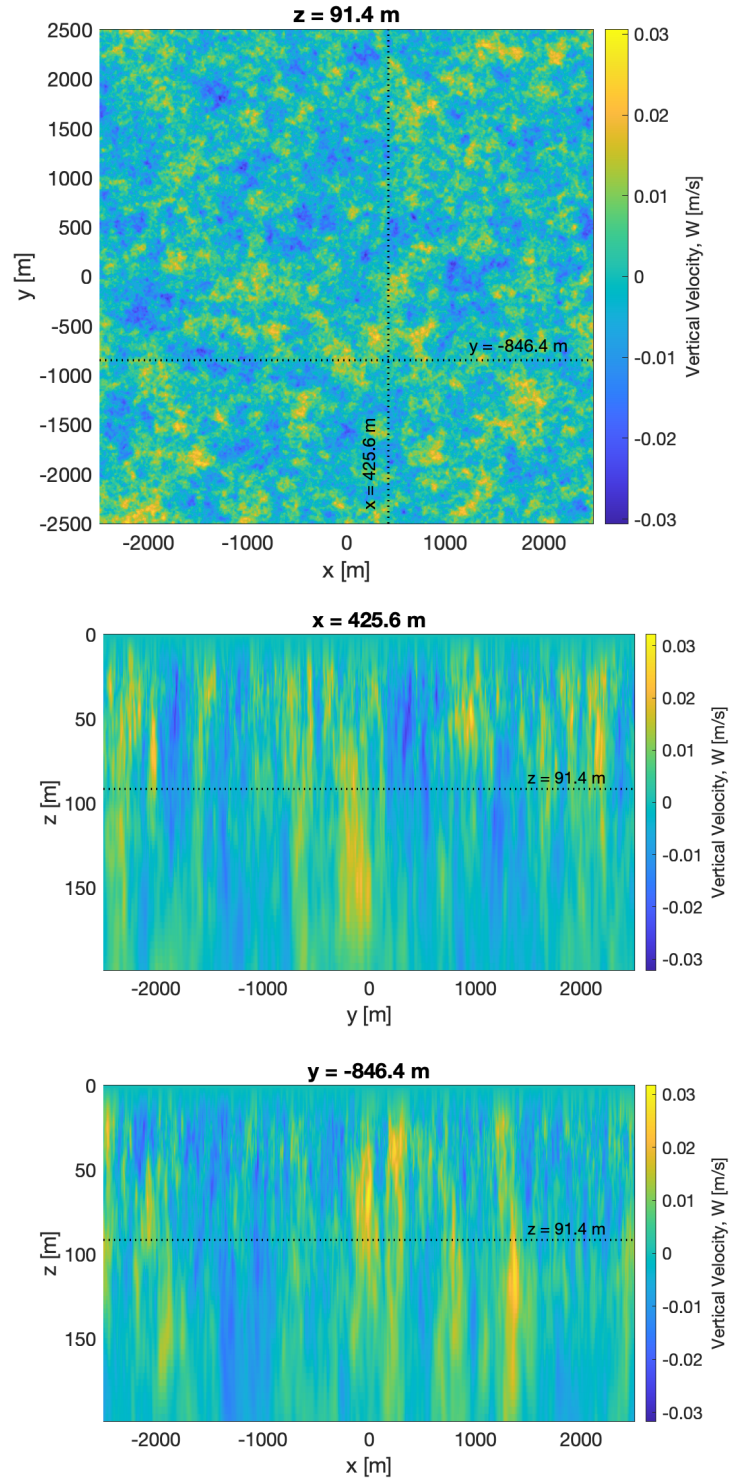 z = 91.4 m
2500
2000
1500
1000
500
0
-500
-1000
-1500
-2000
-2500
y [m]
y = -846.4 m
x = 425.6 m
-2000 -1000 0 1000 2000
x [m]
0.03
0.02
0.01
0
-0.01
-0.02
-0.03
Vertical Velocity, W [m/s]
x = 425.6 m
0
50
100
150
z [m]
z = 91.4 m
-2000 -1000 0 1000 2000
y [m]
0.03
0.02
0.01
0
-0.01
-0.02
-0.03
Vertical Velocity, W [m/s]
y = -846.4 m
0
50
100
150
z [m]
z = 91.4 m
-2000 -1000 0 1000 2000
x [m]
0.03
0.02
0.01
0
-0.01
-0.02
-0.03
Vertical Velocity, W [m/s]